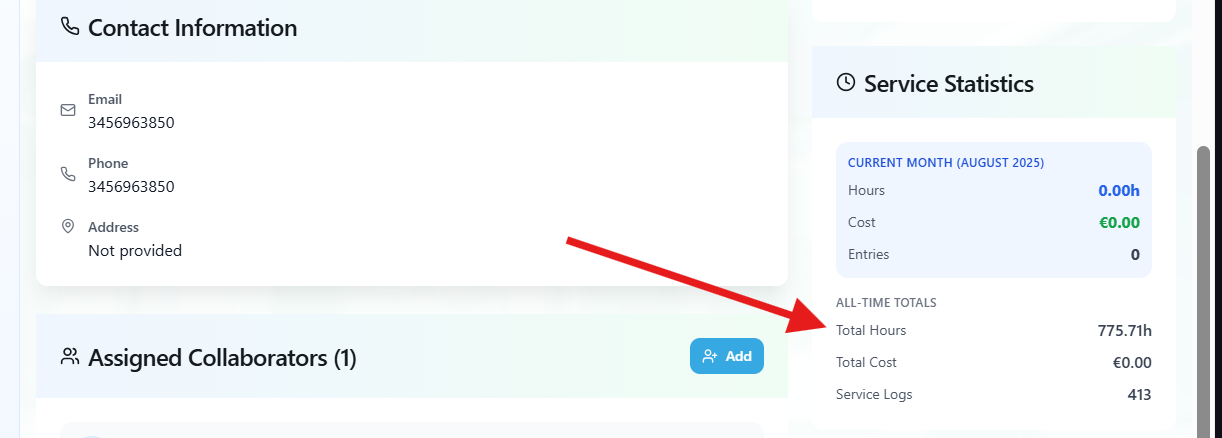 Contact Information
Email
3456963850
Phone
3456963850
Address
Not provided
Assigned Collaborators (1)
Add
Service Statistics
CURRENT MONTH (AUGUST 2025)
Hours 0.00h
Cost €0.00
Entries 0
ALL-TIME TOTALS
Total Hours 775.71h
Total Cost €0.00
Service Logs 413